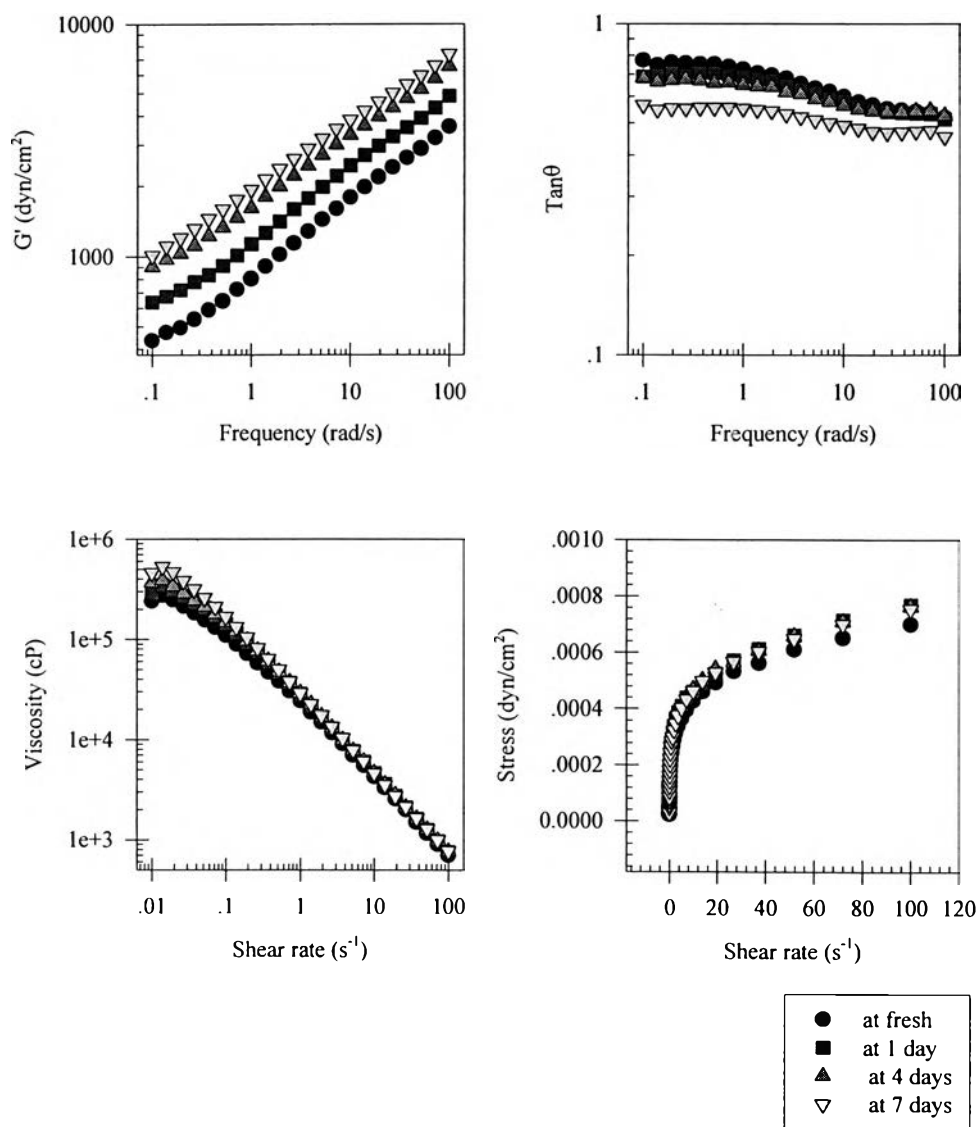 10000
1000
G' (dyn/cm²)
.1 1 10 100
Frequency (rad/s)
1
.1
Tanθ
.1 1 10 100
Frequency (rad/s)
1e+6
1e+5
1e+4
1e+3
Viscosity (cP)
.01 .1 1 10 100
Shear rate (s⁻¹)
.0010
.0008
.0006
.0004
.0002
.0000
Stress (dyn/cm²)
0 20 40 60 80 100 120
Shear rate (s⁻¹)
at fresh
at 1 day
at 4 days
at 7 days